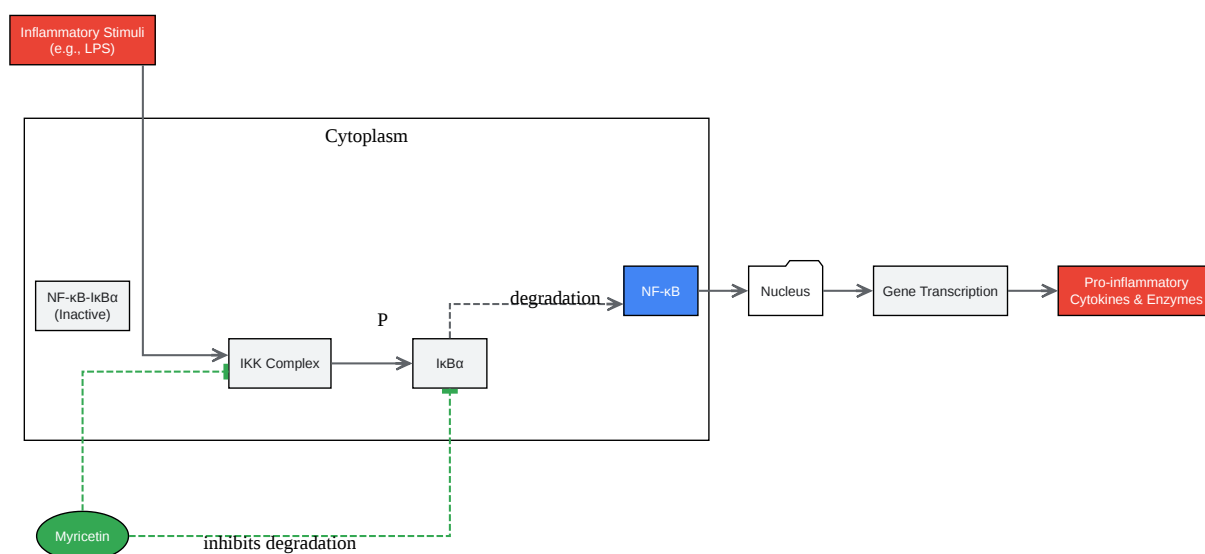 Inflammatory Stimuli
(e.g., LPS)
Cytoplasm
NF-κB-IκBα
(Inactive)
IKK Complex
P
IκBα
degradation
NF-κB
Nucleus
Gene Transcription
Pro-inflammatory
Cytokines & Enzymes
Myricetin
inhibits degradation